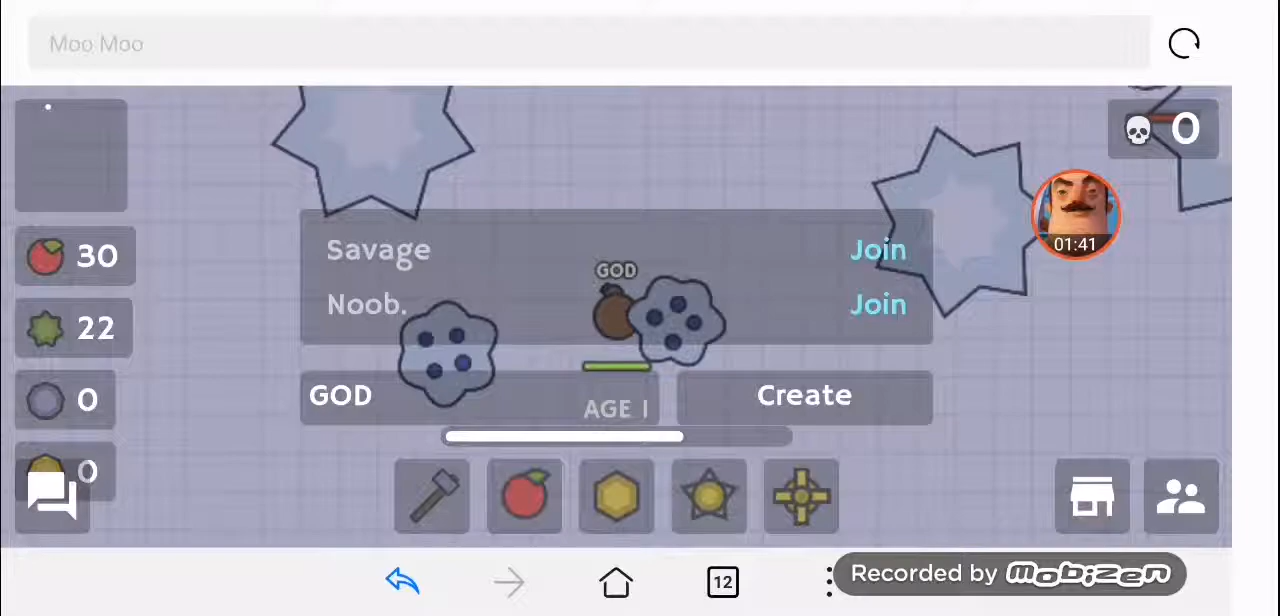 Moo Moo
0
30
22
0
0
Savage Join
Noob. Join
GOD
GOD
AGE 1
Create
01:41
12
Recorded by mobizen